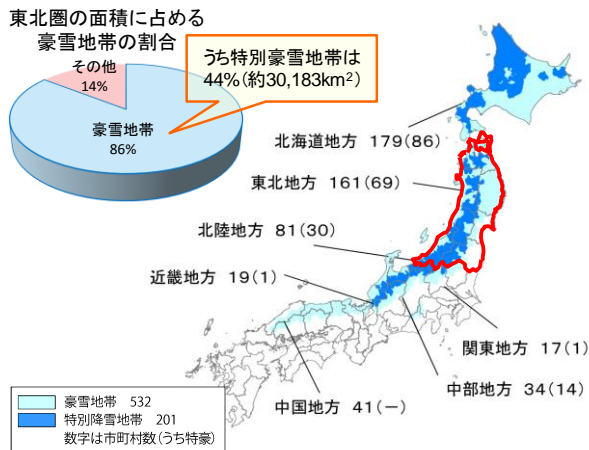 東北圏の面積に占める
豪雪地帯の割合
その他
14%
豪雪地帯
86%
うち特別豪雪地帯は
44%(約30,183km²)
北海道地方 179(86)
東北地方 161(69)
北陸地方 81(30)
近畿地方 19(1)
関東地方 17(1)
中部地方 34(14)
中国地方 41(−)
豪雪地帯 532
特別降雪地帯 201
数字は市町村数(うち特豪)